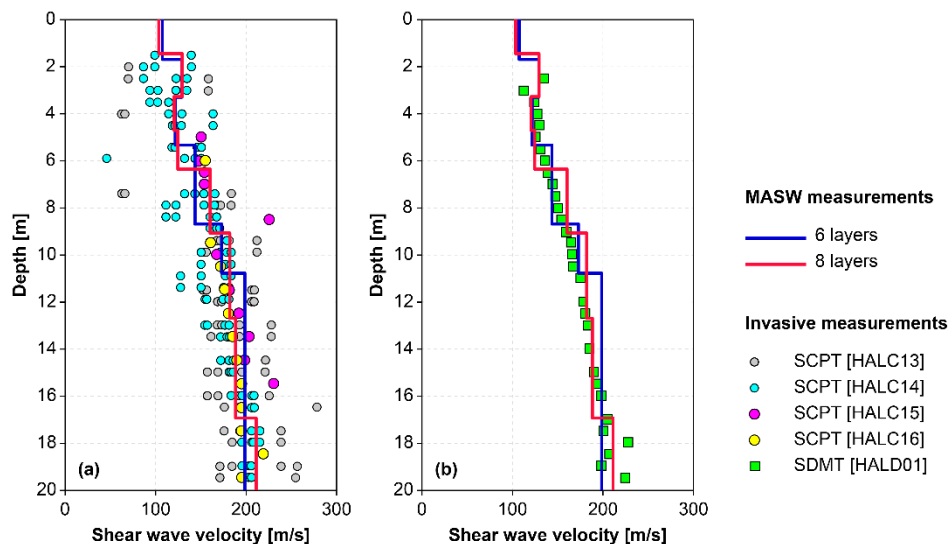 0
2
4
6
8
10
12
14
16
18
20
Depth [m]
(a)
0 100 200 300
Shear wave velocity [m/s]
0
2
4
6
8
10
12
14
16
18
20
Depth [m]
(b)
0 100 200 300
Shear wave velocity [m/s]
MASW measurements
6 layers
8 layers
Invasive measurements
SCPT [HALC13]
SCPT [HALC14]
SCPT [HALC15]
SCPT [HALC16]
SDMT [HALD01]